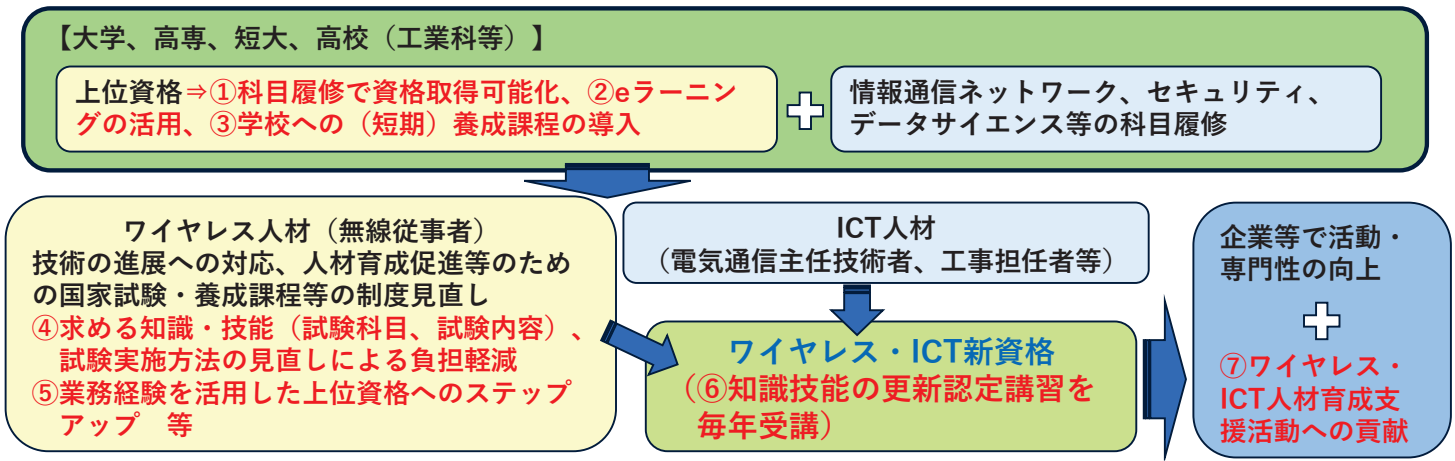 【大学、高専、短大、高校（工業科等）】
上位資格⇒①科目履修で資格取得可能化、②eラーニン
グの活用、③学校への（短期）養成課程の導入
情報通信ネットワーク、セキュリティ、
データサイエンス等の科目履修
ワイヤレス人材（無線従事者）
技術の進展への対応、人材育成促進等のため
の国家試験・養成課程等の制度見直し
④求める知識・技能（試験科目、試験内容）、
試験実施方法の見直しによる負担軽減
⑤業務経験を活用した上位資格へのステップ
アップ　等
ICT人材
（電気通信主任技術者、工事担任者等）
ワイヤレス・ICT新資格
（⑥知識技能の更新認定講習を
毎年受講）
企業等で活動・
専門性の向上
⑦ワイヤレス・
ICT人材育成支
援活動への貢献